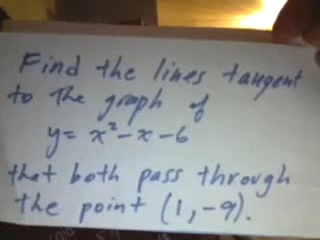 Find the lines tangent
to the graph of
y = x² - x - 6
that both pass through
the point (1, -9).